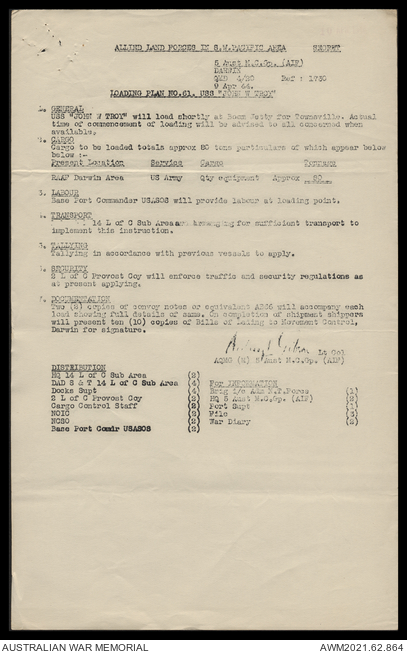 ALLIED LAND FORCES IN S.W. PACIFIC AREA SECRET
5 Aust M.C.Gp. (AIF)
DARWIN
QMD 4/20 Ref : 1730
9 Apr 44.
LOADING PLAN NO.61. USS "JOHN W TROY"
1. GENERAL
USS "JOHN W TROY" will load shortly at Boom Jetty for Townsville. Actual
time of commencement of loading will be advised to all concerned when
available.
CARGO
Cargo to be loaded totals approx 20 tons particulars of which appear below
below :-
Present Location Service Cargo Tonnage
RAAF Darwin Area US Army Qty equipment Approx 20
3. LABOUR
Base Port Commander USASOS will provide labour at loading point.
TRANSPORT
14 L of C Sub Area are arranging for sufficient transport to
implement this instruction.
TALLYING
Tallying in accordance with previous vessels to apply.
SECURITY
2 L of C Provost Coy will enforce traffic and security regulations as
at present applying.
DOCUMENTATION
Two (2) copies of convoy notes or equivalent AB66 will accompany each
load showing full details of same. On completion of shipment shippers
will present ten (10) copies of Bills of Lading to Movement Control,
Darwin for signature.
Lt Col
AQMG (M) 5 Aust M.C.Gp. (AIF)
DISTRIBUTION
HQ 14 L of C Sub Area (2)
DAD S & T 14 L of C Sub Area (4) For INFORMATION
Docks Supt (4) Brig i/c Adm N.T.Force (1)
2 L of C Provost Coy (2) HQ 5 Aust M.C.Gp. (AIF) (2)
Cargo Control Staff (2) Port Supt (1)
NOIC (2) File (3)
NCSO (2) War Diary (2)
Base Port Comdr USASOS (2)
AUSTRALIAN WAR MEMORIAL AWM2021.62.864